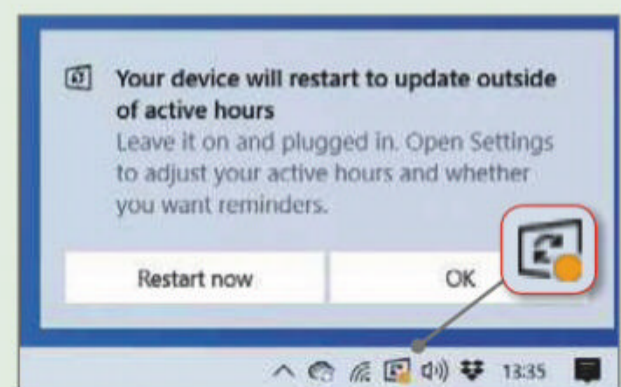 Your device will restart to update outside
of active hours
Leave it on and plugged in. Open Settings
to adjust your active hours and whether
you want reminders.
Restart now
OK
13:35